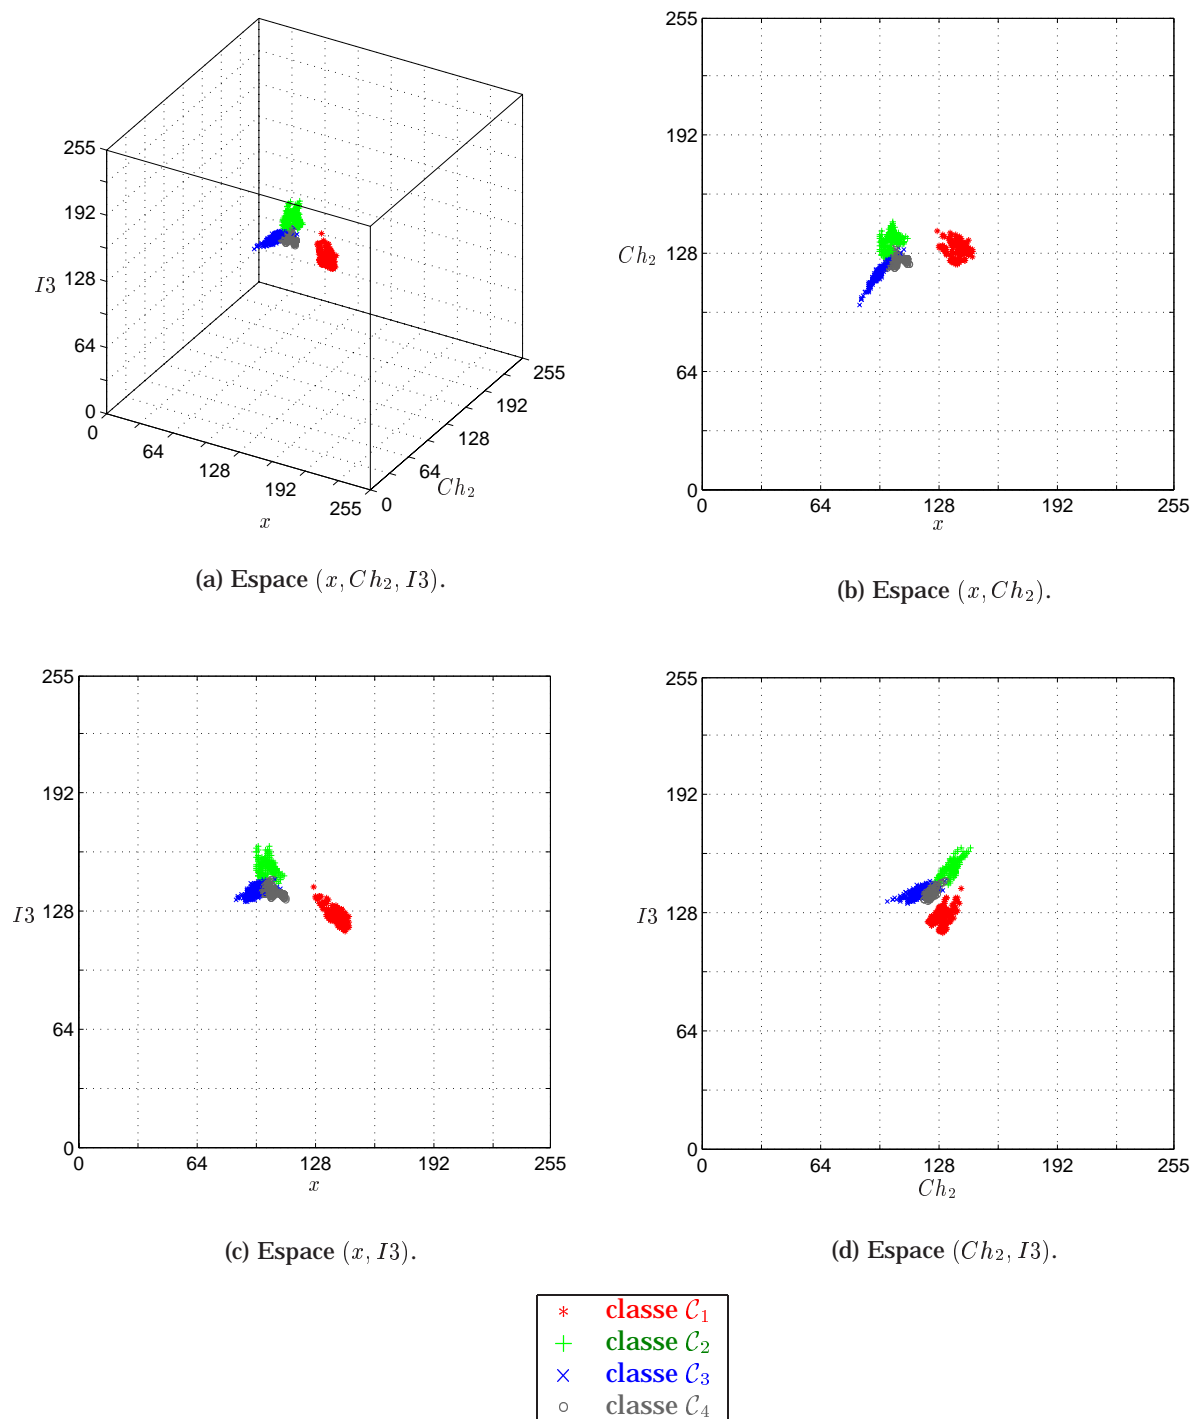 255
192
128
64
0
I3
0
64
128
192
255
x
0
64
128
192
255
Ch₂
(a) Espace (x, Ch₂, I3).
255
192
128
64
0
Ch₂
0
64
128
192
255
x
(b) Espace (x, Ch₂).
255
192
128
64
0
I3
0
64
128
192
255
x
(c) Espace (x, I3).
255
192
128
64
0
I3
0
64
128
192
255
Ch₂
(d) Espace (Ch₂, I3).
classe C₁
classe C₂
classe C₃
classe C₄